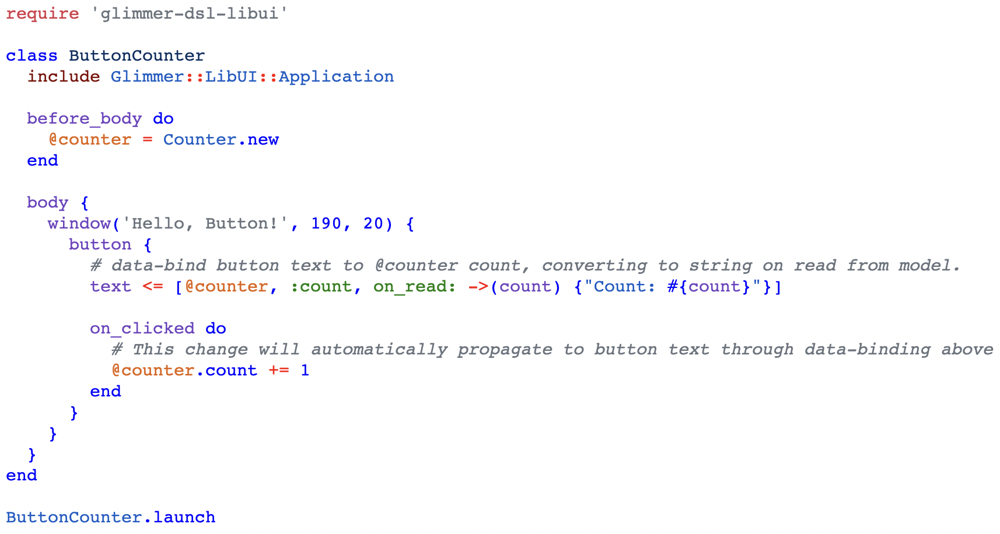 require 'glimmer-dsl-libui'

class ButtonCounter
  include Glimmer::LibUI::Application

  before_body do
    @counter = Counter.new
  end

  body {
    window('Hello, Button!', 190, 20) {
      button {
        # data-bind button text to @counter count, converting to string on read from model.
        text <= [@counter, :count, on_read: ->(count) {"Count: #{count}"}]

        on_clicked do
          # This change will automatically propagate to button text through data-binding above
          @counter.count += 1
        end
      }
    }
  }
end

ButtonCounter.launch